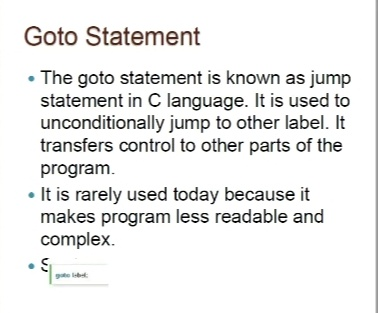 Goto Statement
• The goto statement is known as jump
statement in C language. It is used to
unconditionally jump to other label. It
transfers control to other parts of the
program.
• It is rarely used today because it
makes program less readable and
complex.
• S
goto label;